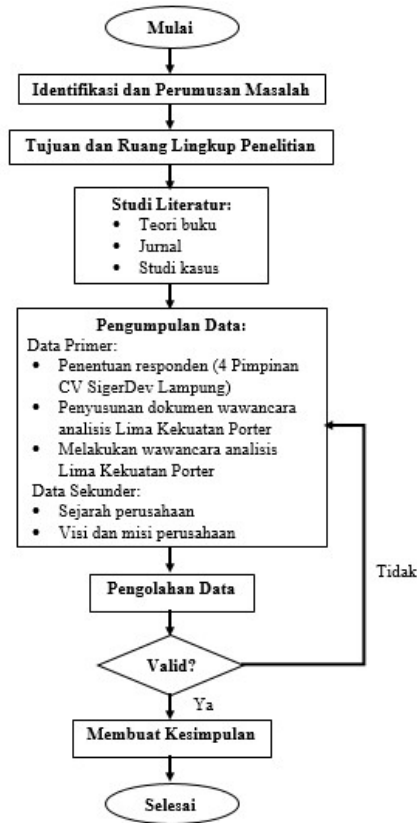 Mulai
Identifikasi dan Perumusan Masalah
Tujuan dan Ruang Lingkup Penelitian
Studi Literatur:
• Teori buku
• Jurnal
• Studi kasus
Pengumpulan Data:
Data Primer:
• Penentuan responden (4 Pimpinan
CV SigerDev Lampung)
• Penyusunan dokumen wawancara
analisis Lima Kekuatan Porter
• Melakukan wawancara analisis
Lima Kekuatan Porter
Data Sekunder:
• Sejarah perusahaan
• Visi dan misi perusahaan
Pengolahan Data
Tidak
Valid?
Ya
Membuat Kesimpulan
Selesai